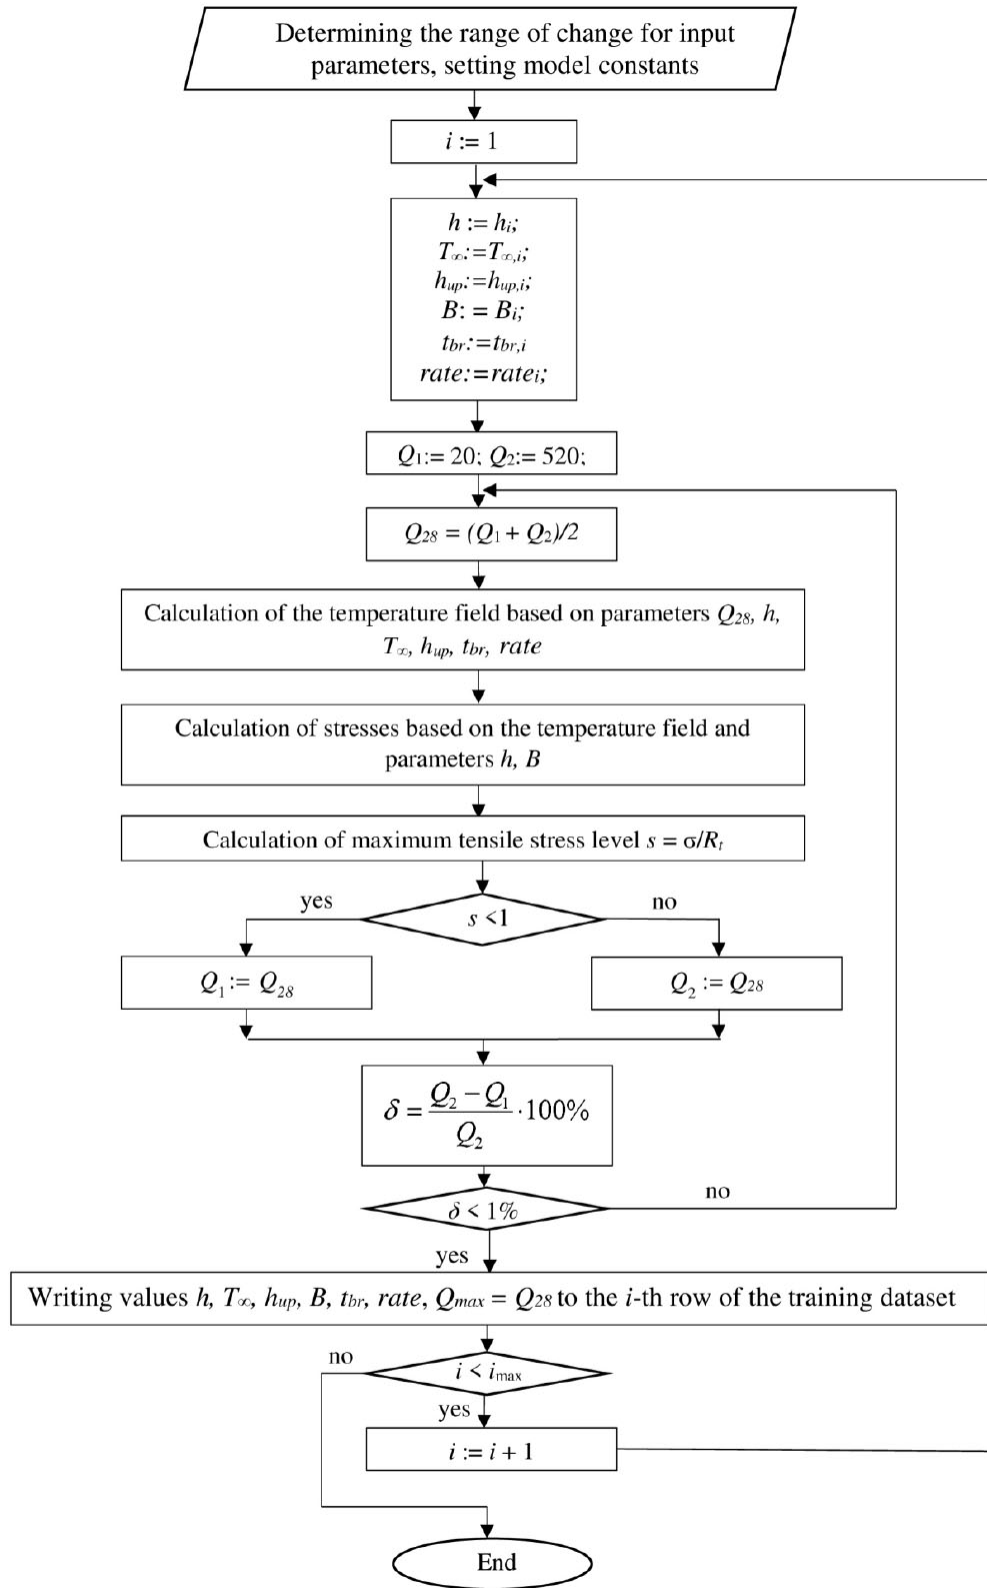 Determining the range of change for input
parameters, setting model constants
i := 1
h := hᵢ;
T∞:=T∞,i;
hup:=hup,i;
B: = Bi;
tbr:=tbr,i
rate:=ratei;
Q1:= 20; Q2:= 520;
Q28 = (Q1 + Q2)/2
Calculation of the temperature field based on parameters Q28, h,
T∞, hup, tbr, rate
Calculation of stresses based on the temperature field and
parameters h, B
Calculation of maximum tensile stress level s = σ/Rt
yes
s <1
no
Q1 := Q28
Q2 := Q28
δ = (Q2 − Q1)/Q2 · 100%
δ < 1%
no
yes
Writing values h, T∞, hup, B, tbr, rate, Qmax = Q28 to the i-th row of the training dataset
no
i < imax
yes
i := i + 1
End